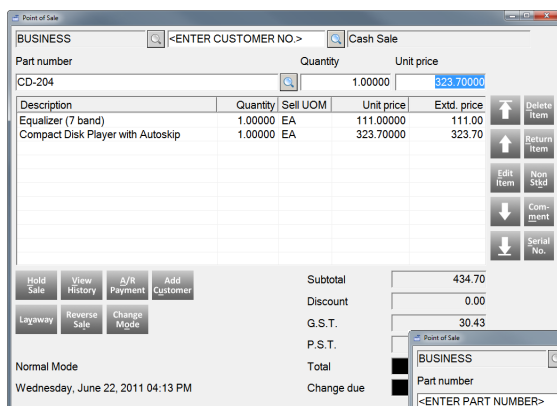 Point of Sale
BUSINESS <ENTER CUSTOMER NO.> Cash Sale
Part number Quantity Unit price
CD-204 1.00000 323.70000
Description Quantity Sell UOM Unit price Extd. price
Equalizer (7 band) 1.00000 EA 111.00000 111.00
Compact Disk Player with Autoskip 1.00000 EA 323.70000 323.70
Delete Item
Return Item
Edit Item Non Stkd
Com-ment
Serial No.
Hold Sale View History A/R Payment Add Customer
Layaway Reverse Sale Change Mode
Subtotal 434.70
Discount 0.00
G.S.T. 30.43
P.S.T.
Total
Change due
Normal Mode
Wednesday, June 22, 2011 04:13 PM
Point of Sale
BUSINESS
Part number
<ENTER PART NUMBER>